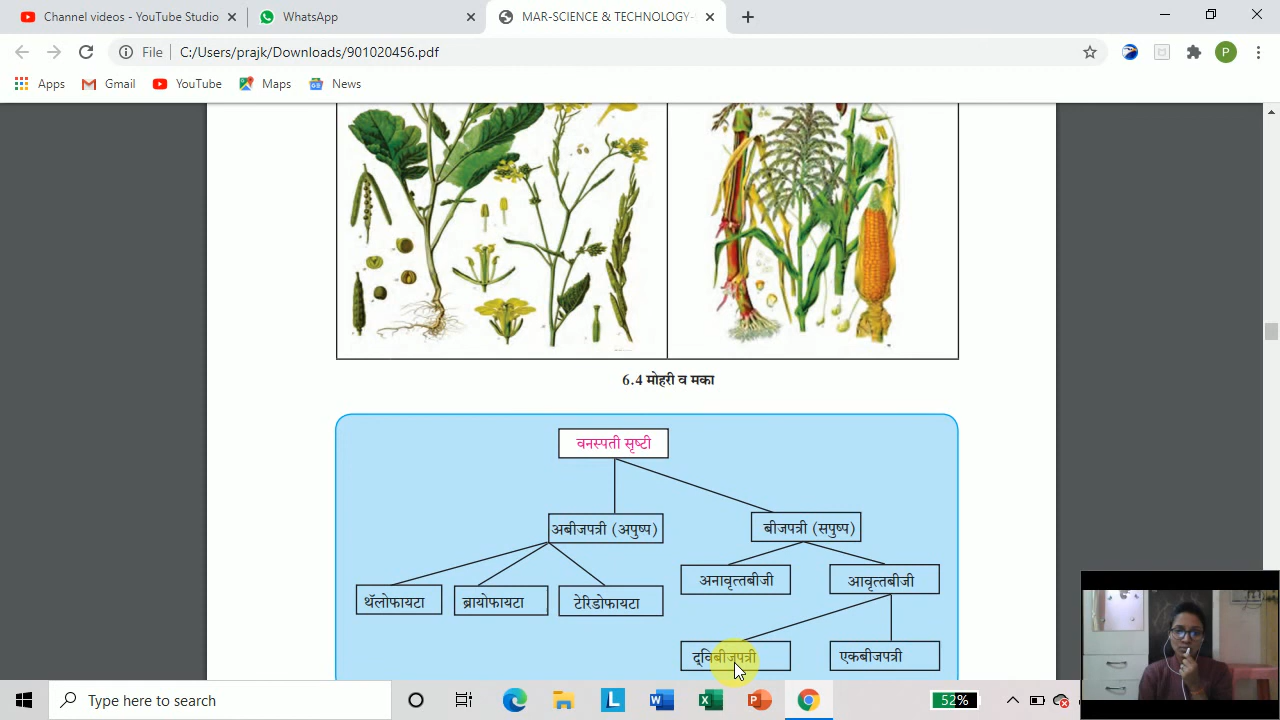 Channel videos - YouTube Studio
WhatsApp
MAR-SCIENCE & TECHNOLOGY-
File
C:/Users/prajk/Downloads/901020456.pdf
P
Apps
Gmail
YouTube
Maps
News
6.4 मोहरी व मका
वनस्पती सृष्टी
अबीजपत्री (अपुष्प)
बीजपत्री (सपुष्प)
अनावृत्तबीजी
आवृत्तबीजी
थॅलोफायटा
ब्रायोफायटा
टेरिडोफायटा
द्विबीजपत्री
एकबीजपत्री
Type here to search
52%